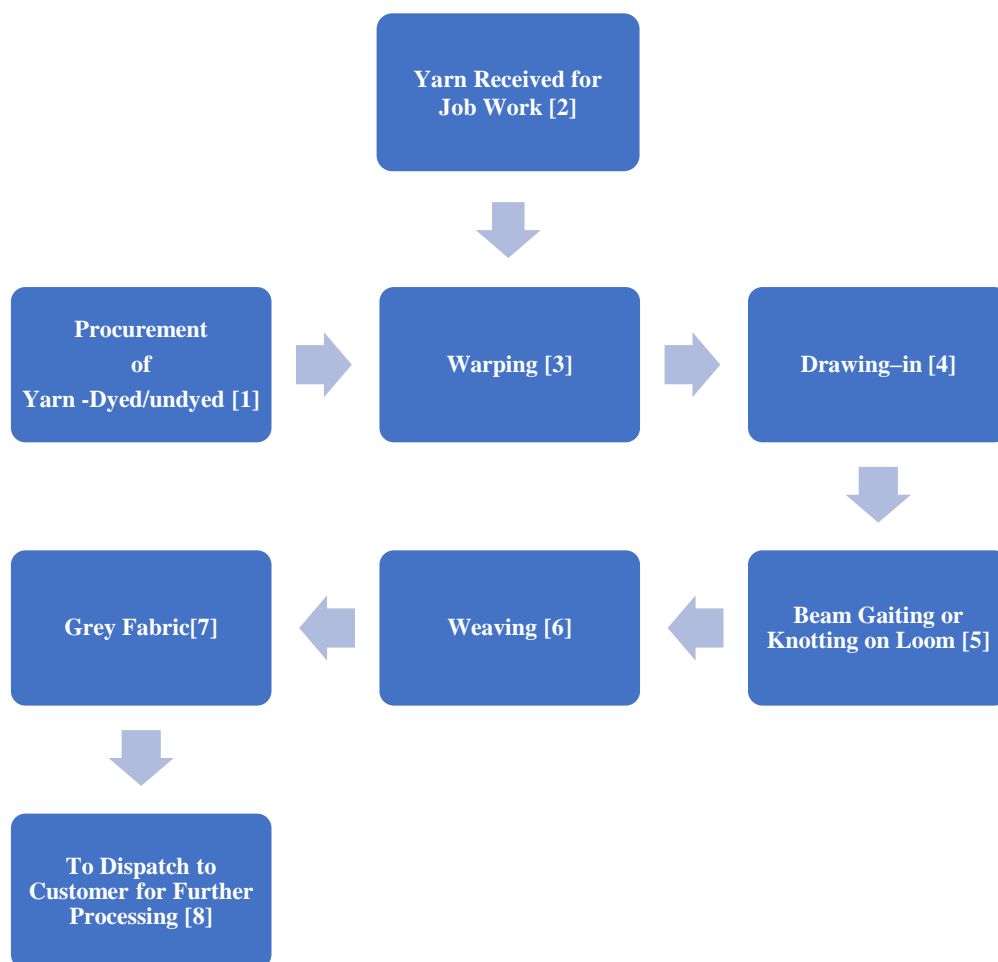 Yarn Received for
Job Work [2]
Procurement
of
Yarn -Dyed/undyed [1]
Warping [3]
Drawing–in [4]
Grey Fabric[7]
Weaving [6]
Beam Gaiting or
Knotting on Loom [5]
To Dispatch to
Customer for Further
Processing [8]